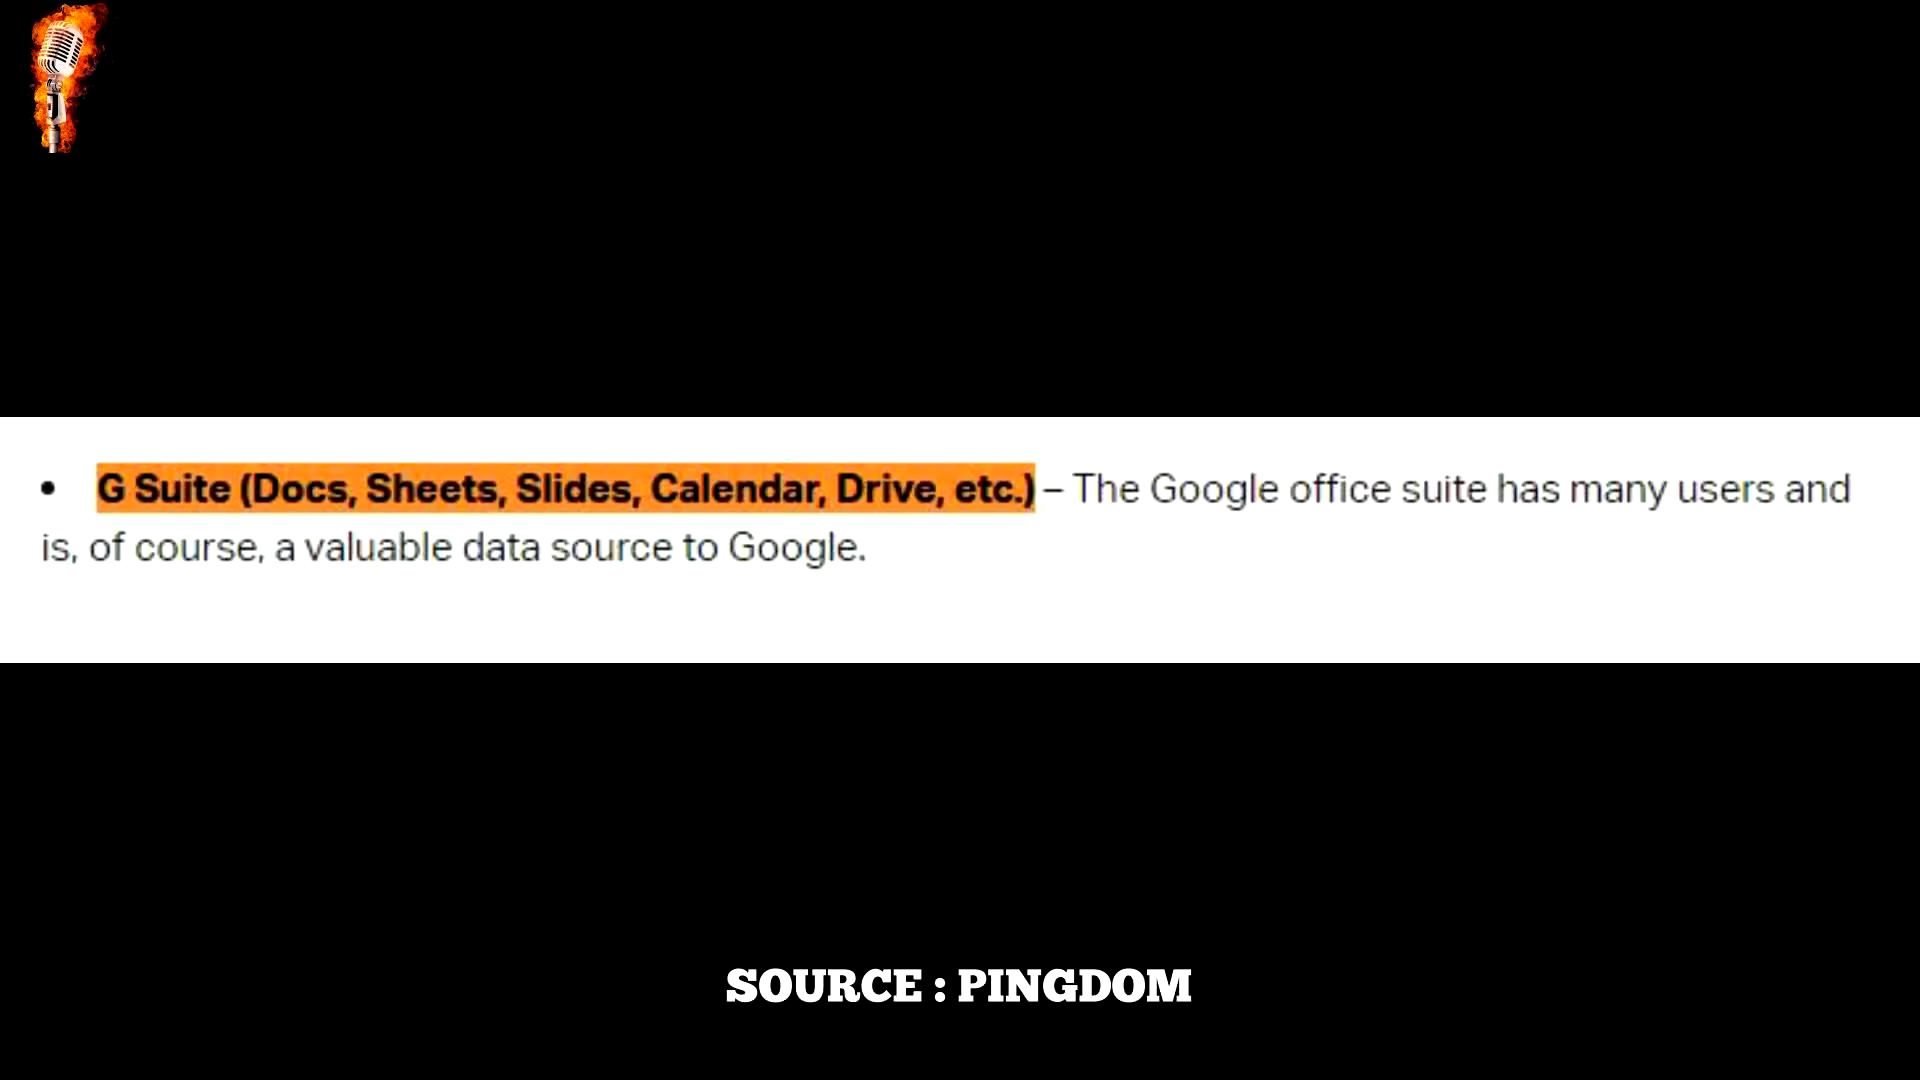 • G Suite (Docs, Sheets, Slides, Calendar, Drive, etc.) – The Google office suite has many users and
is, of course, a valuable data source to Google.
SOURCE : PINGDOM